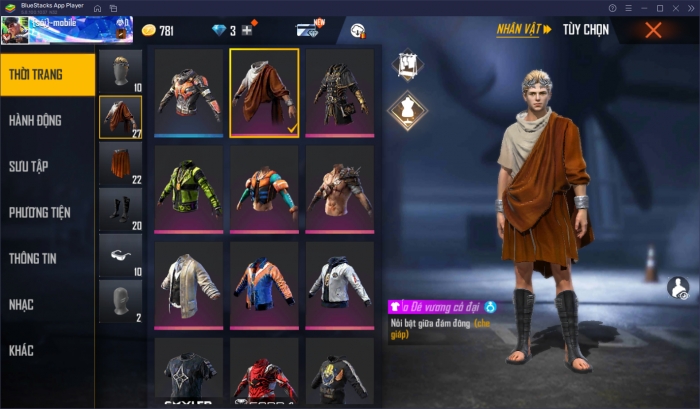 BlueStacks App Player
(sói)-mobile
781
3
NEW
NHÂN VẬT
TÙY CHỌN
THỜI TRANG
HÀNH ĐỘNG
SƯU TẬP
PHƯƠNG TIỆN
THÔNG TIN
NHẠC
KHÁC
10
27
22
20
10
2
o Đế vương cổ đại
Nổi bật giữa đám đông (che
giáp)